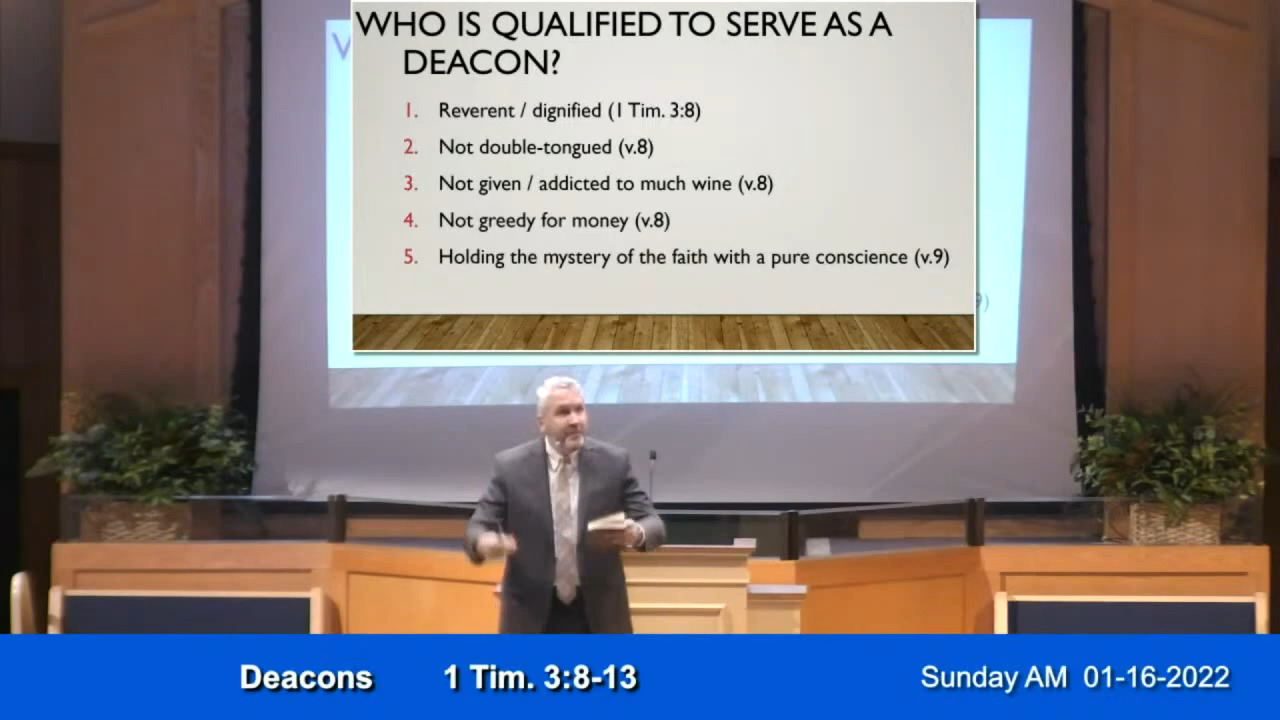 WHO IS QUALIFIED TO SERVE AS A
DEACON?
1. Reverent / dignified (1 Tim. 3:8)
2. Not double-tongued (v.8)
3. Not given / addicted to much wine (v.8)
4. Not greedy for money (v.8)
5. Holding the mystery of the faith with a pure conscience (v.9)
Deacons 1 Tim. 3:8-13 Sunday AM 01-16-2022